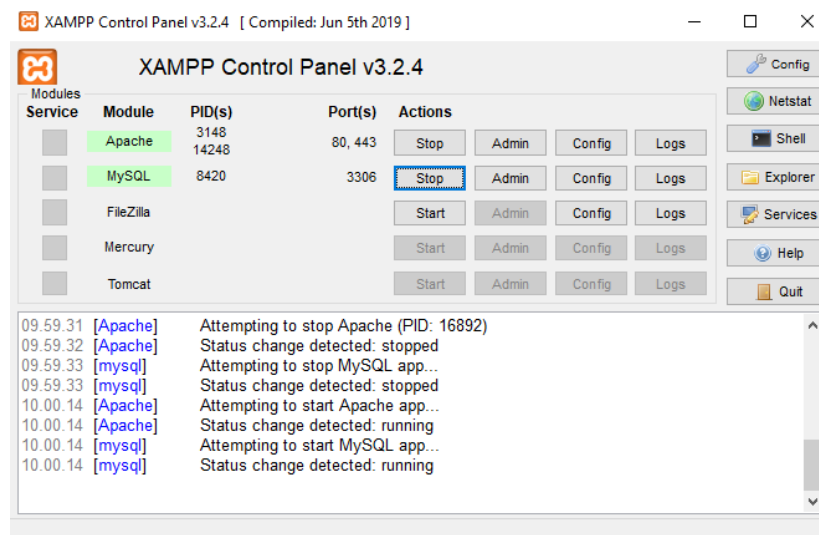 XAMPP Control Panel v3.2.4 [ Compiled: Jun 5th 2019 ]
XAMPP Control Panel v3.2.4
Config
Modules
Service Module PID(s) Port(s) Actions
Netstat
Apache 3148 14248 80, 443 Stop Admin Config Logs
Shell
MySQL 8420 3306 Stop Admin Config Logs
Explorer
FileZilla Start Admin Config Logs
Services
Mercury Start Admin Config Logs
Help
Tomcat Start Admin Config Logs
Quit
09.59.31 [Apache] Attempting to stop Apache (PID: 16892)
09.59.32 [Apache] Status change detected: stopped
09.59.33 [mysql] Attempting to stop MySQL app...
09.59.33 [mysql] Status change detected: stopped
10.00.14 [Apache] Attempting to start Apache app...
10.00.14 [Apache] Status change detected: running
10.00.14 [mysql] Attempting to start MySQL app...
10.00.14 [mysql] Status change detected: running